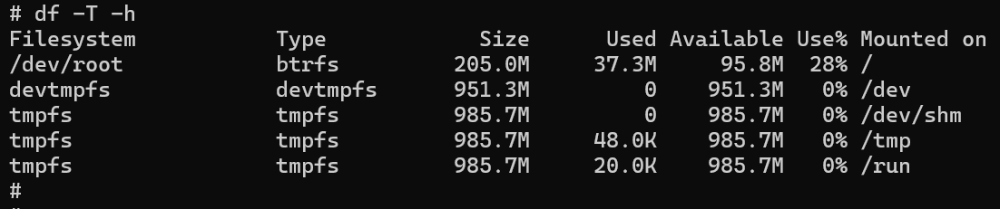 # df -T -h
Filesystem           Type            Size      Used Available Use% Mounted on
/dev/root            btrfs         205.0M     37.3M     95.8M  28% /
devtmpfs             devtmpfs      951.3M         0    951.3M   0% /dev
tmpfs                tmpfs         985.7M         0    985.7M   0% /dev/shm
tmpfs                tmpfs         985.7M     48.0K    985.7M   0% /tmp
tmpfs                tmpfs         985.7M     20.0K    985.7M   0% /run
#